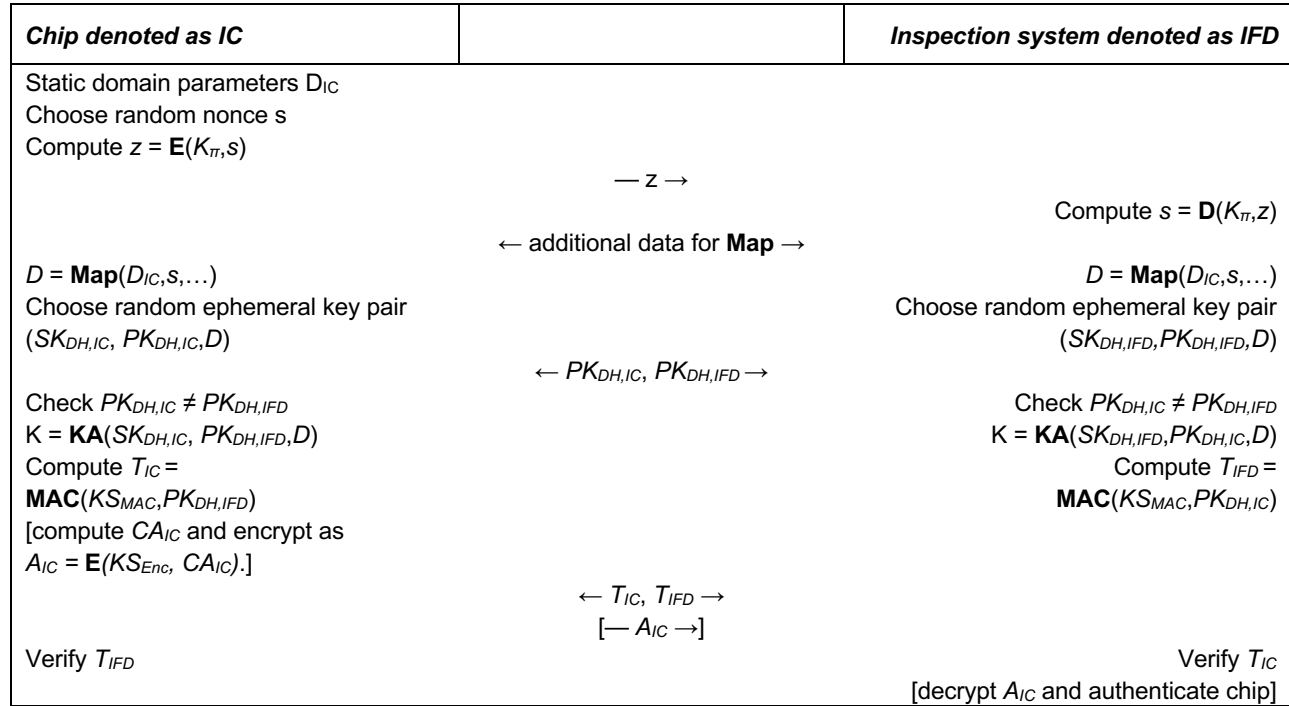 Chip denoted as IC
Inspection system denoted as IFD
Static domain parameters D_IC
Choose random nonce s
Compute z = E(K_π,s)
— z →
Compute s = D(K_π,z)
← additional data for Map →
D = Map(D_IC,s,…)
D = Map(D_IC,s,…)
Choose random ephemeral key pair
Choose random ephemeral key pair
(SK_DH,IC, PK_DH,IC,D)
(SK_DH,IFD,PK_DH,IFD,D)
← PK_DH,IC, PK_DH,IFD →
Check PK_DH,IC ≠ PK_DH,IFD
Check PK_DH,IC ≠ PK_DH,IFD
K = KA(SK_DH,IC, PK_DH,IFD,D)
K = KA(SK_DH,IFD,PK_DH,IC,D)
Compute T_IC =
Compute T_IFD =
MAC(KS_MAC,PK_DH,IFD)
MAC(KS_MAC,PK_DH,IC)
[compute CA_IC and encrypt as
A_IC = E(KS_Enc, CA_IC).]
← T_IC, T_IFD →
[— A_IC →]
Verify T_IFD
Verify T_IC
[decrypt A_IC and authenticate chip]